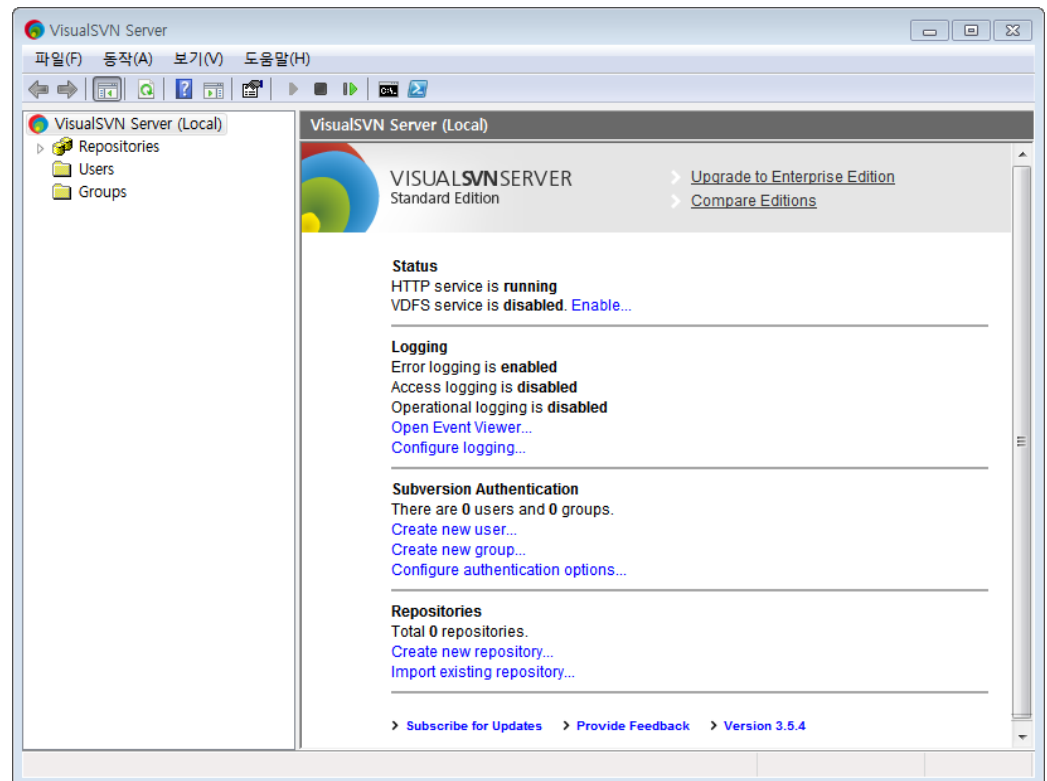 VisualSVN Server
파일(F) 동작(A) 보기(V) 도움말(H)
C:\.
VisualSVN Server (Local)
Repositories
Users
Groups
VisualSVN Server (Local)
VISUALSVNSERVER
Standard Edition
Upgrade to Enterprise Edition
Compare Editions
Status
HTTP service is running
VDFS service is disabled. Enable...
Logging
Error logging is enabled
Access logging is disabled
Operational logging is disabled
Open Event Viewer...
Configure logging...
Subversion Authentication
There are 0 users and 0 groups.
Create new user...
Create new group...
Configure authentication options...
Repositories
Total 0 repositories.
Create new repository...
Import existing repository...
Subscribe for Updates Provide Feedback Version 3.5.4